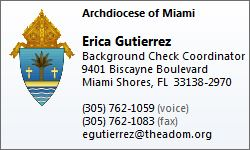 Archdiocese of Miami
Erica Gutierrez
Background Check Coordinator
9401 Biscayne Boulevard
Miami Shores, FL 33138-2970
(305) 762-1059 (voice)
(305) 762-1083 (fax)
egutierrez@theadom.org